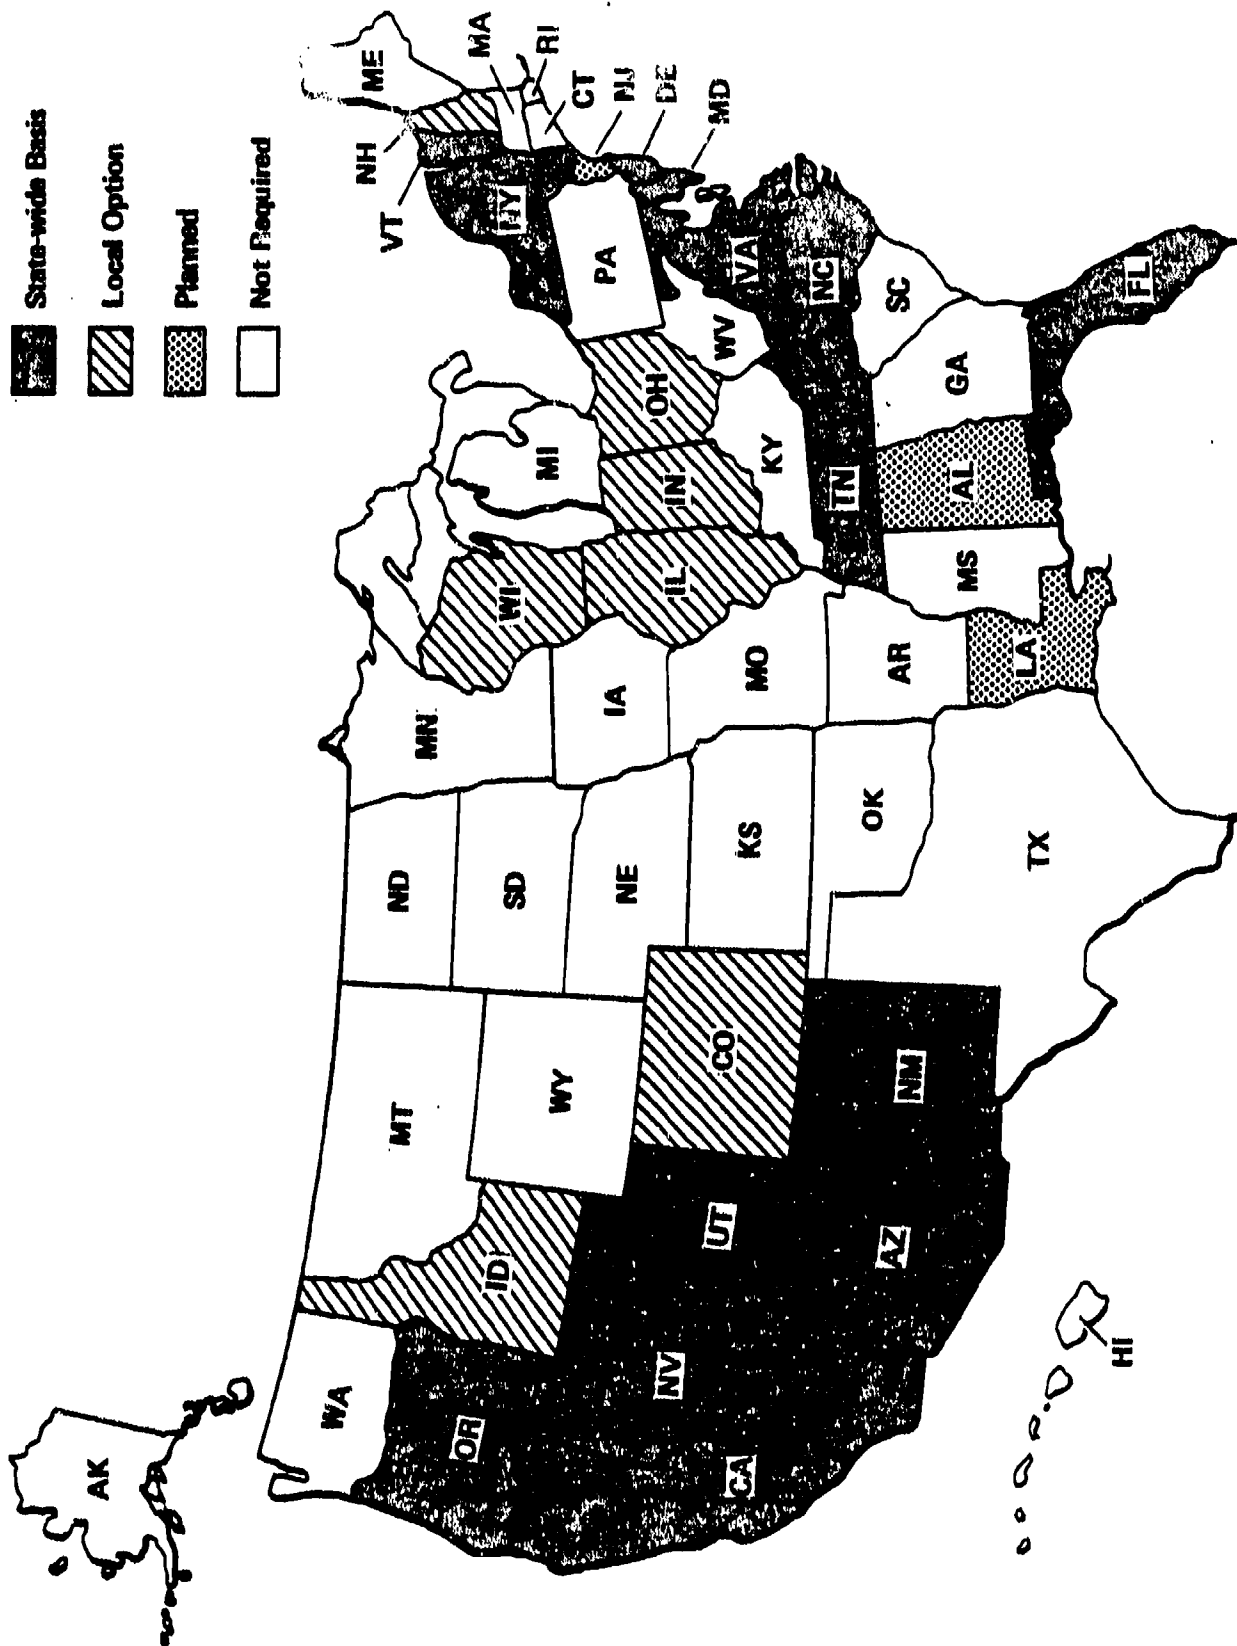 State-wide Basis
Local Option
Planned
Not Required
AK
WA
OR
CA
NV
ID
UT
AZ
MT
WY
CO
NM
ND
SD
NE
KS
OK
TX
MN
IA
MO
AR
LA
WI
IL
MS
MI
IN
KY
TN
AL
OH
WV
GA
PA
VA
NC
SC
FL
NY
VT
NH
ME
MA
RI
CT
NJ
DE
MD
HI